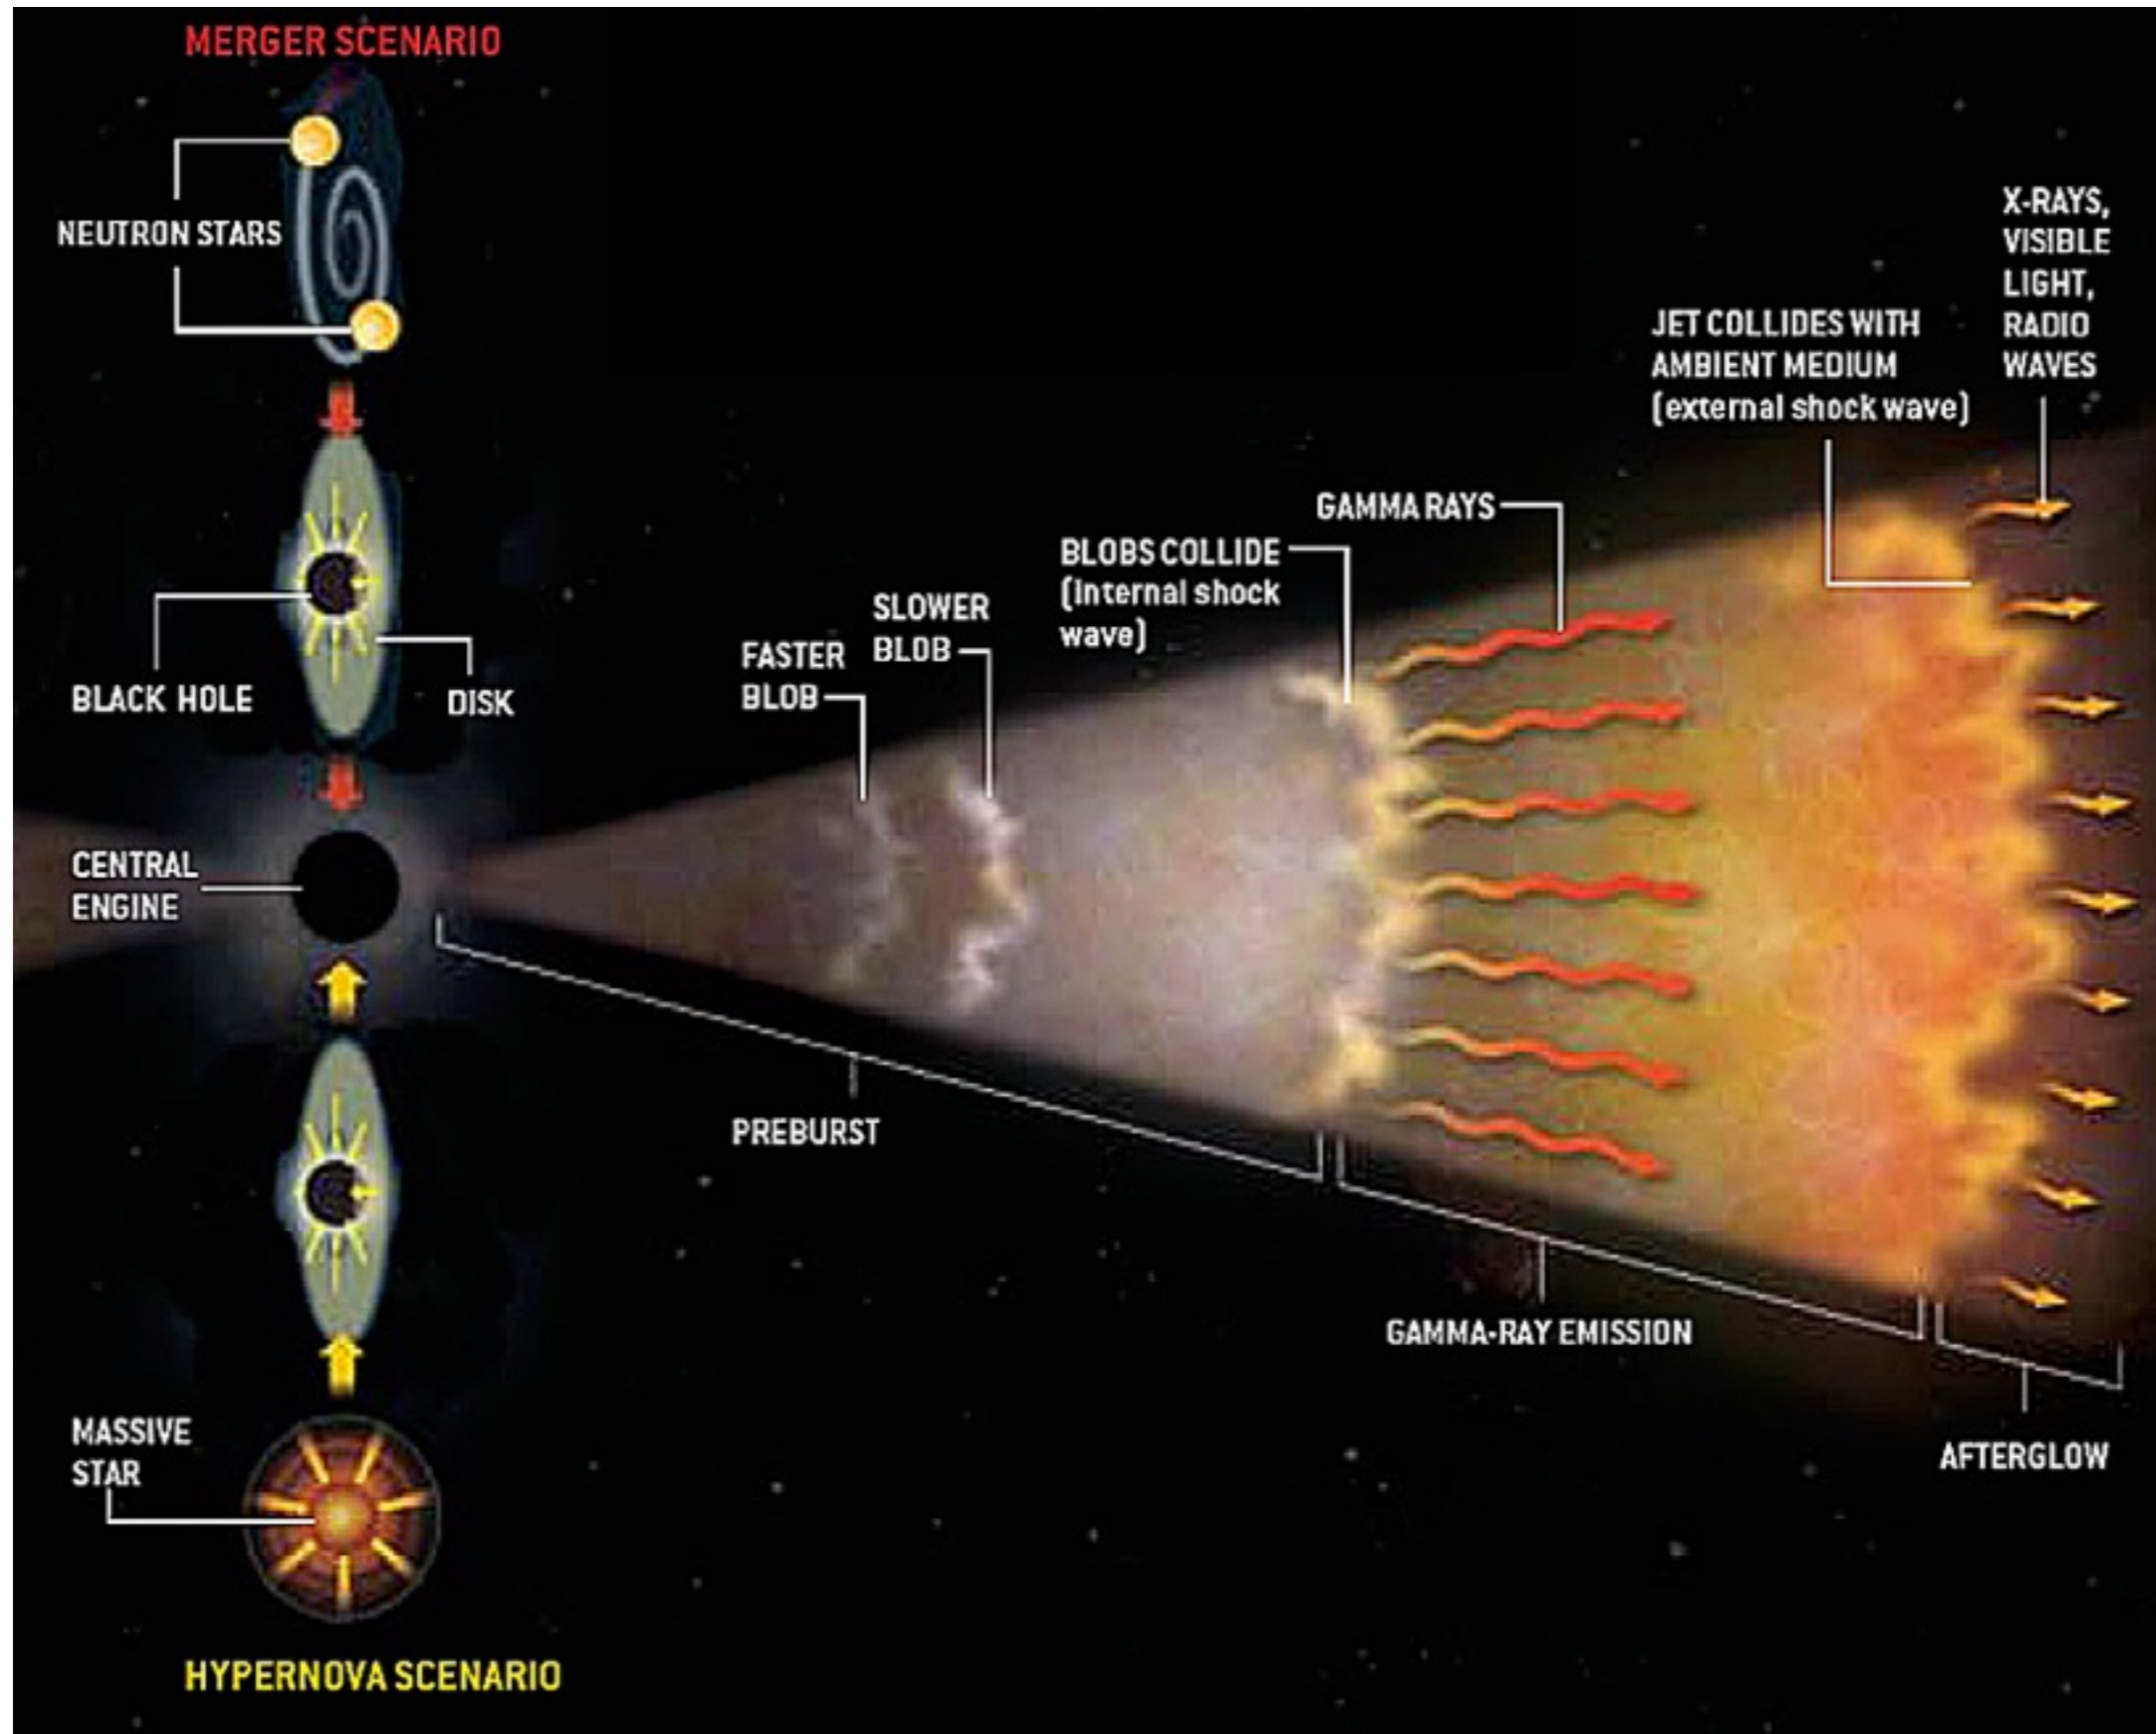 MERGER SCENARIO
NEUTRON STARS
BLACK HOLE
DISK
CENTRAL
ENGINE
MASSIVE
STAR
HYPERNOVA SCENARIO
FASTER
BLOB
SLOWER
BLOB
BLOBS COLLIDE
(Internal shock
wave)
GAMMA RAYS
JET COLLIDES WITH
AMBIENT MEDIUM
(external shock wave)
X-RAYS,
VISIBLE
LIGHT,
RADIO
WAVES
PREBURST
GAMMA-RAY EMISSION
AFTERGLOW